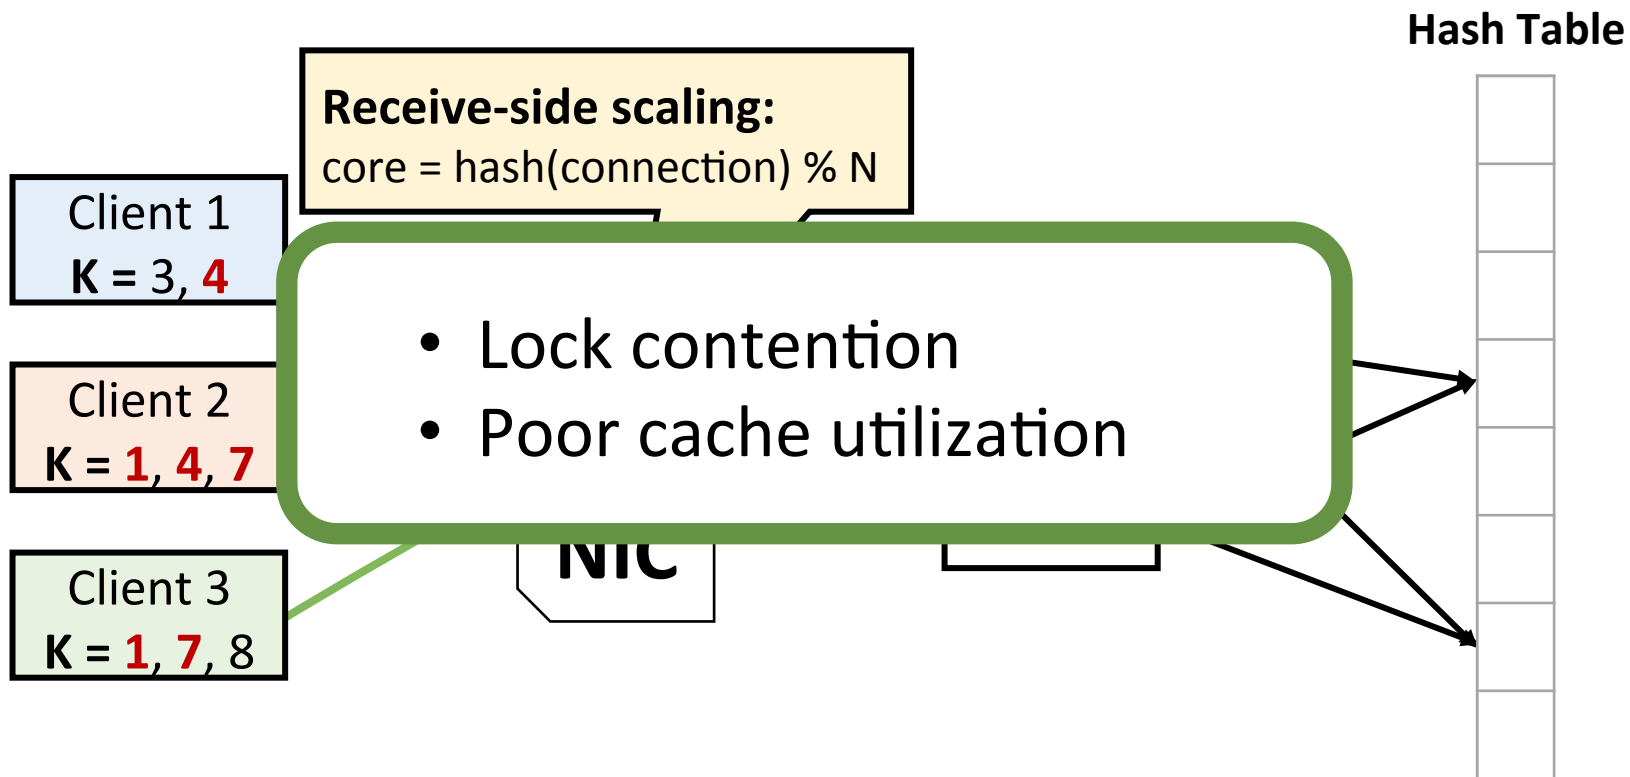 Hash Table
Receive-side scaling:
core = hash(connection) % N
Client 1
K = 3, 4
Client 2
K = 1, 4, 7
Client 3
K = 1, 7, 8
• Lock contention
• Poor cache utilization
NIC